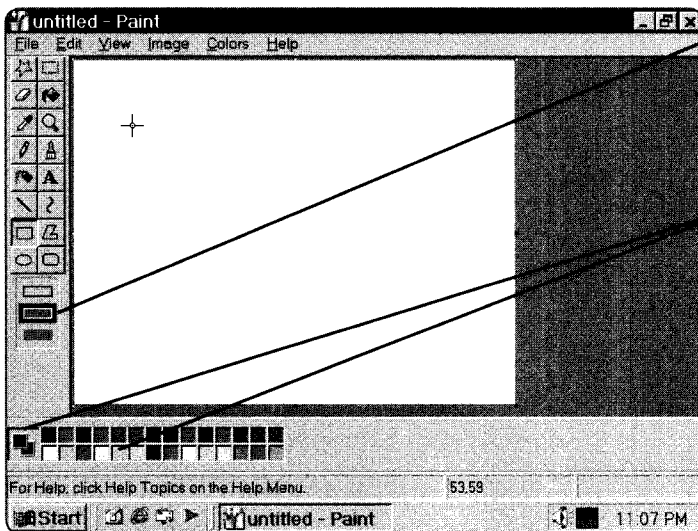 untitled - Paint
File Edit View Image Colors Help
A
For Help, click Help Topics on the Help Menu.
53,59
Start
untitled - Paint
11:07 PM